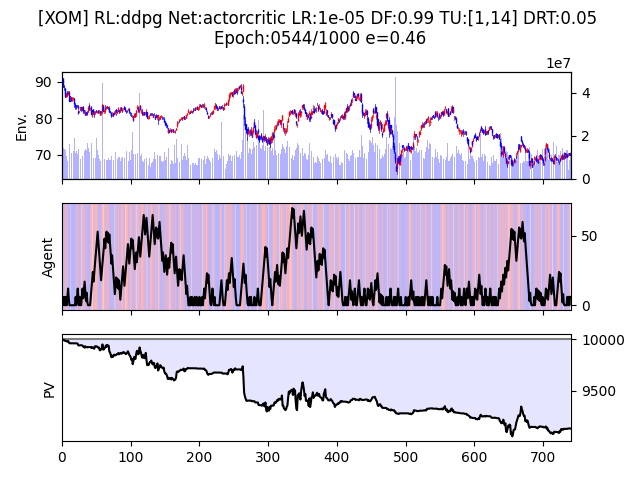 [XOM] RL:ddpg Net:actorcritic LR:1e-05 DF:0.99 TU:[1,14] DRT:0.05
Epoch:0544/1000 e=0.46
1e7
90
80
70
Env.
4
2
0
Agent
50
0
PV
10000
9500
0 100 200 300 400 500 600 700